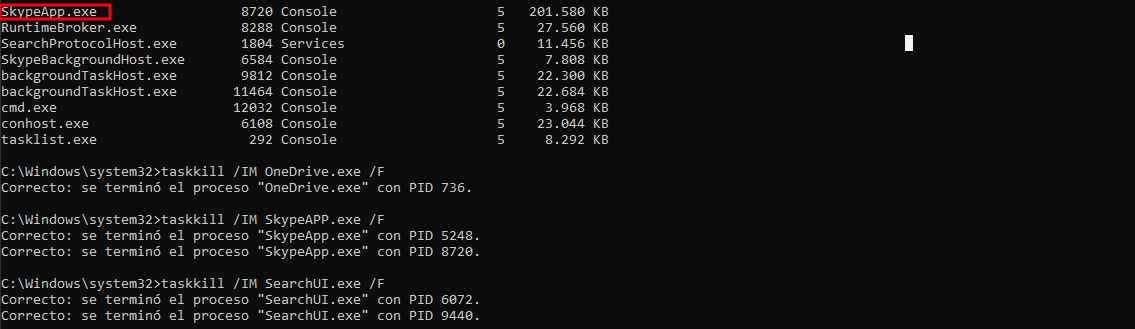 SkypeApp.exe 8720 Console 5 201.580 KB
RuntimeBroker.exe 8288 Console 5 27.560 KB
SearchProtocolHost.exe 1804 Services 0 11.456 KB
SkypeBackgroundHost.exe 6584 Console 5 7.808 KB
backgroundTaskHost.exe 9812 Console 5 22.300 KB
backgroundTaskHost.exe 11464 Console 5 22.684 KB
cmd.exe 12032 Console 5 3.968 KB
conhost.exe 6108 Console 5 23.044 KB
tasklist.exe 292 Console 5 8.292 KB
C:\Windows\system32>taskkill /IM OneDrive.exe /F
Correcto: se terminó el proceso "OneDrive.exe" con PID 736.
C:\Windows\system32>taskkill /IM SkypeAPP.exe /F
Correcto: se terminó el proceso "SkypeApp.exe" con PID 5248.
Correcto: se terminó el proceso "SkypeApp.exe" con PID 8720.
C:\Windows\system32>taskkill /IM SearchUI.exe /F
Correcto: se terminó el proceso "SearchUI.exe" con PID 6072.
Correcto: se terminó el proceso "SearchUI.exe" con PID 9440.